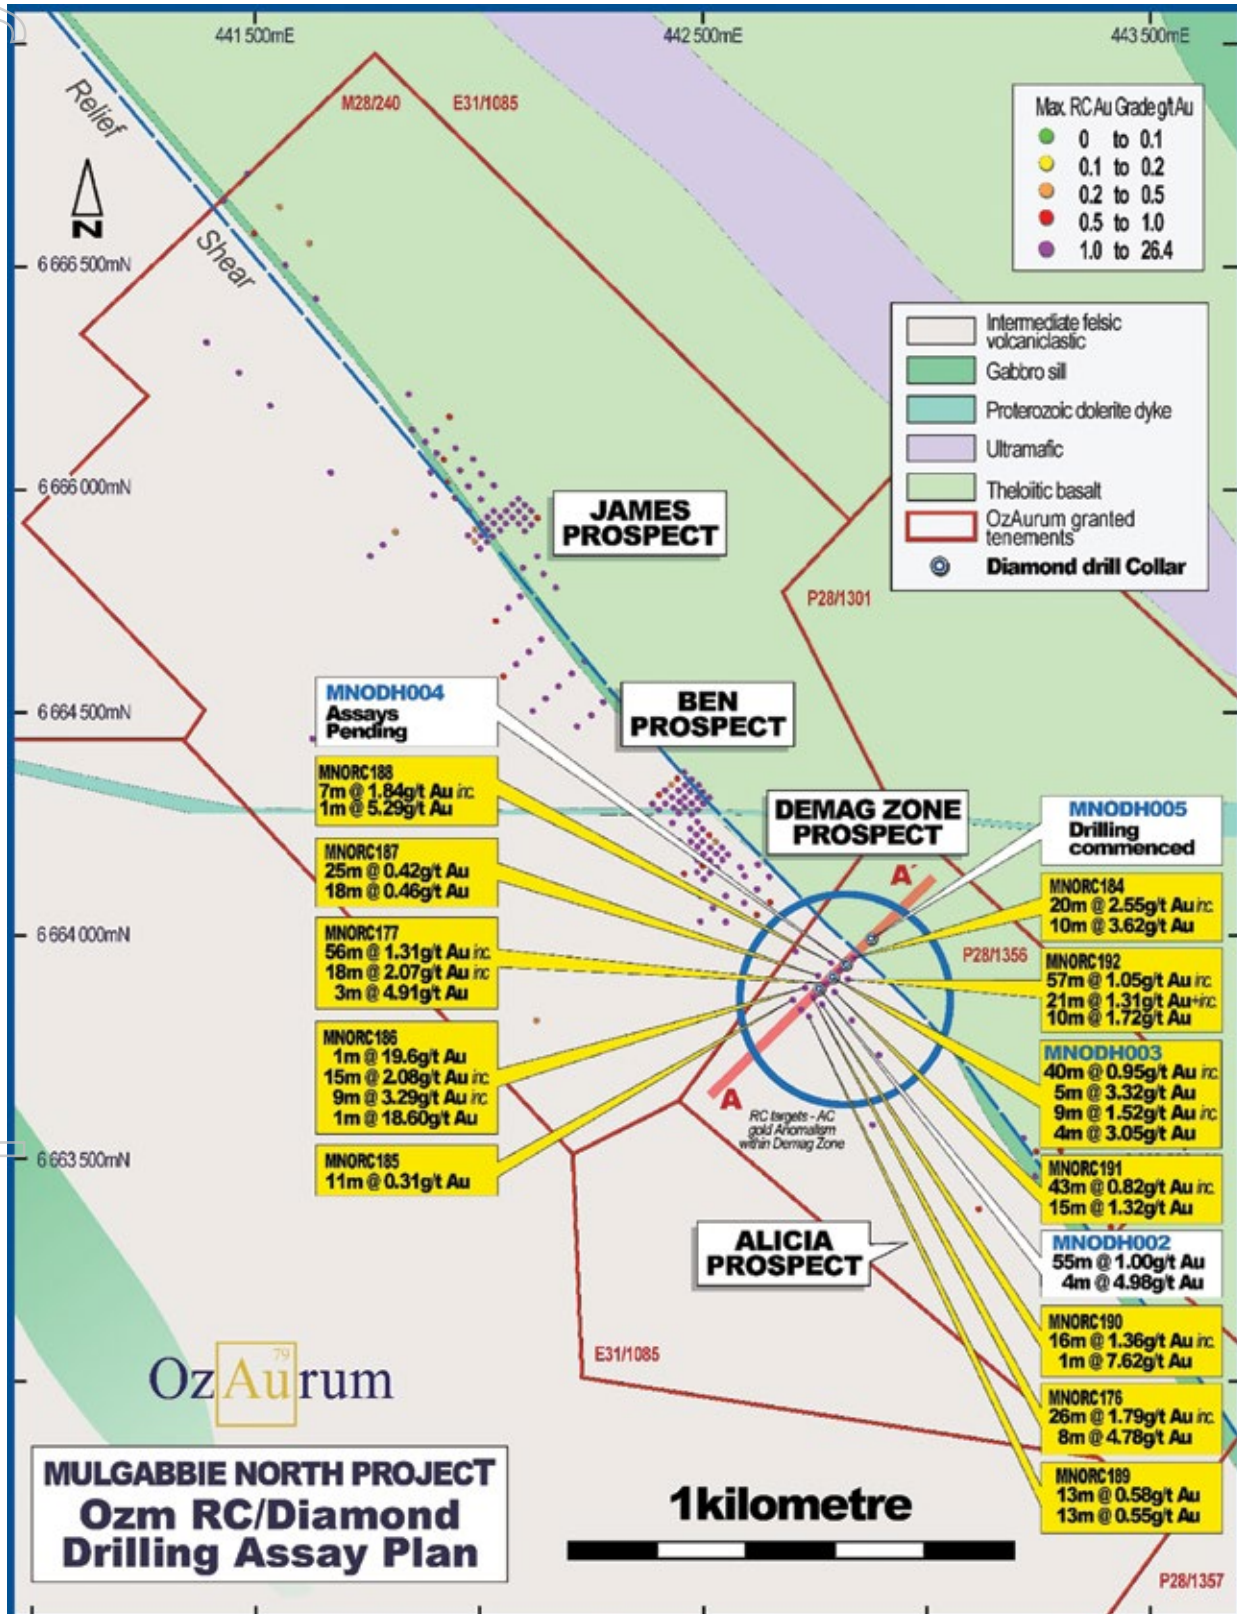 441 500mE
442 500mE
443 500mE
Relief
Shear
M28/240
E31/1085
N
Max. RC Au Grade g/t Au
0 to 0.1
0.1 to 0.2
0.2 to 0.5
0.5 to 1.0
1.0 to 26.4
6 666 500mN
Intermediate felsic
volcaniclastic
Gabbro sill
Proterozoic dolerite dyke
Ultramafic
Theloiitic basalt
OzAurum granted
tenements
Diamond drill Collar
6 666 000mN
JAMES
PROSPECT
P28/1301
BEN
PROSPECT
6 664 500mN
MNODH004
Assays
Pending
MNORC188
7m @ 1.84g/t Au inc.
1m @ 5.29g/t Au
MNORC187
25m @ 0.42g/t Au
18m @ 0.46g/t Au
6 664 000mN
MNORC177
56m @ 1.31g/t Au inc
18m @ 2.07g/t Au inc
3m @ 4.91g/t Au
MNORC186
1m @ 19.6g/t Au
15m @ 2.08g/t Au inc.
9m @ 3.29g/t Au inc
1m @ 18.60g/t Au
6 663 500mN
MNORC185
11m @ 0.31g/t Au
DEMAG ZONE
PROSPECT
A´
A
RC targets - AC
gold Anomalism
within Demag Zone
P28/1356
MNODH005
Drilling
commenced
MNORC184
20m @ 2.55g/t Au inc
10m @ 3.62g/t Au
MNORC192
57m @ 1.05g/t Au inc
21m @ 1.31g/t Au+inc.
10m @ 1.72g/t Au
MNODH003
40m @ 0.95g/t Au inc.
5m @ 3.32g/t Au
9m @ 1.52g/t Au inc
4m @ 3.05g/t Au
MNORC191
43m @ 0.82g/t Au inc.
15m @ 1.32g/t Au
MNODH002
55m @ 1.00g/t Au
4m @ 4.98g/t Au
MNORC190
16m @ 1.36g/t Au inc.
1m @ 7.62g/t Au
MNORC176
26m @ 1.79g/t Au inc.
8m @ 4.78g/t Au
MNORC189
13m @ 0.58g/t Au
13m @ 0.55g/t Au
ALICIA
PROSPECT
E31/1085
79
OzAurum
MULGABBIE NORTH PROJECT
Ozm RC/Diamond
Drilling Assay Plan
1kilometre
P28/1357